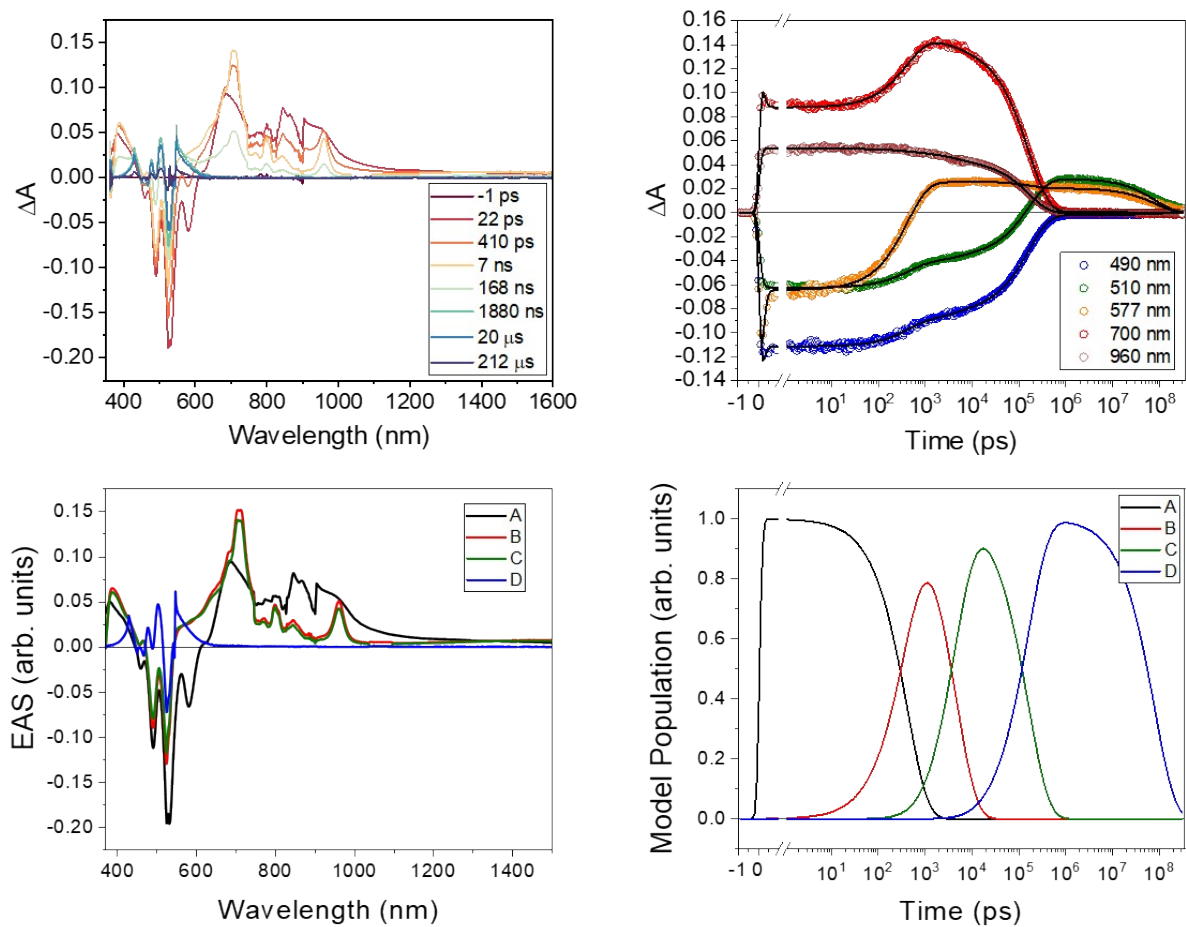 ΔA
0.15
0.10
0.05
0.00
-0.05
-0.10
-0.15
-0.20
-1 ps
22 ps
410 ps
7 ns
168 ns
1880 ns
20 μs
212 μs
400 600 800 1000 1200 1400 1600
Wavelength (nm)
ΔA
0.16
0.14
0.12
0.10
0.08
0.06
0.04
0.02
0.00
-0.02
-0.04
-0.06
-0.08
-0.10
-0.12
-0.14
490 nm
510 nm
577 nm
700 nm
960 nm
-1 0 10¹ 10² 10³ 10⁴ 10⁵ 10⁶ 10⁷ 10⁸
Time (ps)
EAS (arb. units)
0.15
0.10
0.05
0.00
-0.05
-0.10
-0.15
-0.20
A
B
C
D
400 600 800 1000 1200 1400
Wavelength (nm)
Model Population (arb. units)
1.0
0.8
0.6
0.4
0.2
0.0
A
B
C
D
-1 0 10¹ 10² 10³ 10⁴ 10⁵ 10⁶ 10⁷ 10⁸
Time (ps)